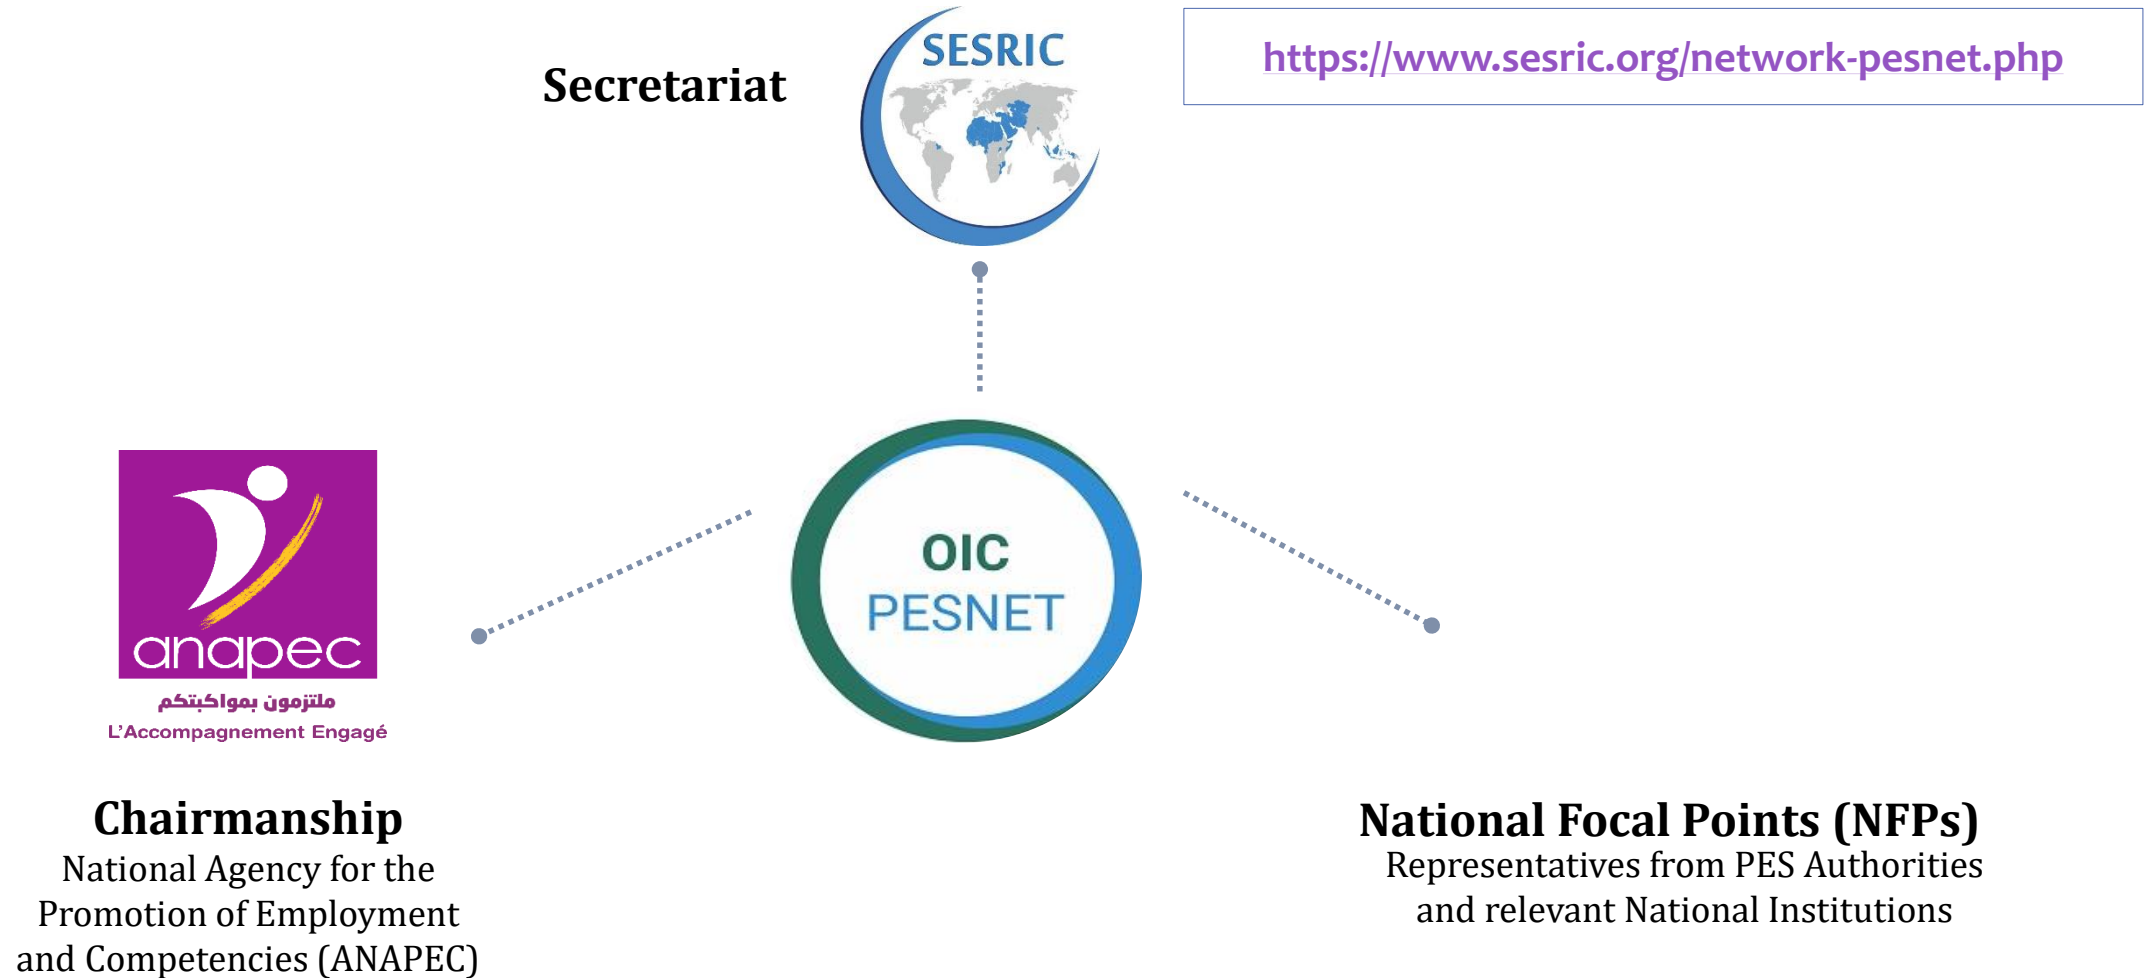 Secretariat
SESRIC
https://www.sesric.org/network-pesnet.php
OIC
PESNET
anapec
ملتزمون بمواكبتكم
L'Accompagnement Engagé
Chairmanship
National Agency for the
Promotion of Employment
and Competencies (ANAPEC)
National Focal Points (NFPs)
Representatives from PES Authorities
and relevant National Institutions